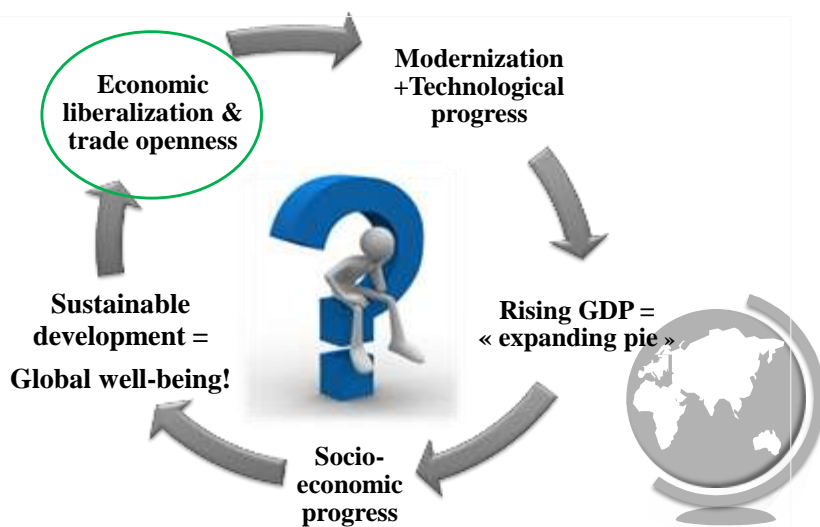 Economic
liberalization &
trade openness
Modernization
+Technological
progress
Rising GDP =
« expanding pie »
Socio-
economic
progress
Sustainable
development =
Global well-being!